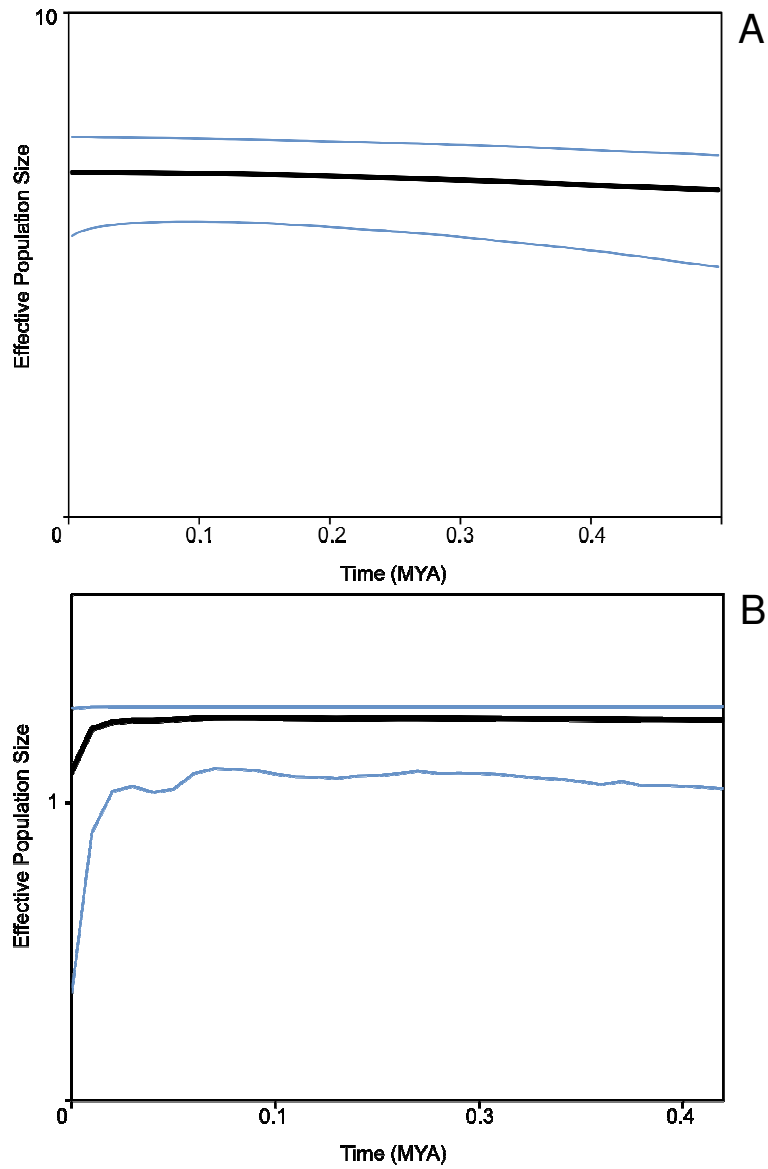 10
A
Effective Population Size
0 0.1 0.2 0.3 0.4
Time (MYA)
B
Effective Population Size
1
0 0.1 0.3 0.4
Time (MYA)